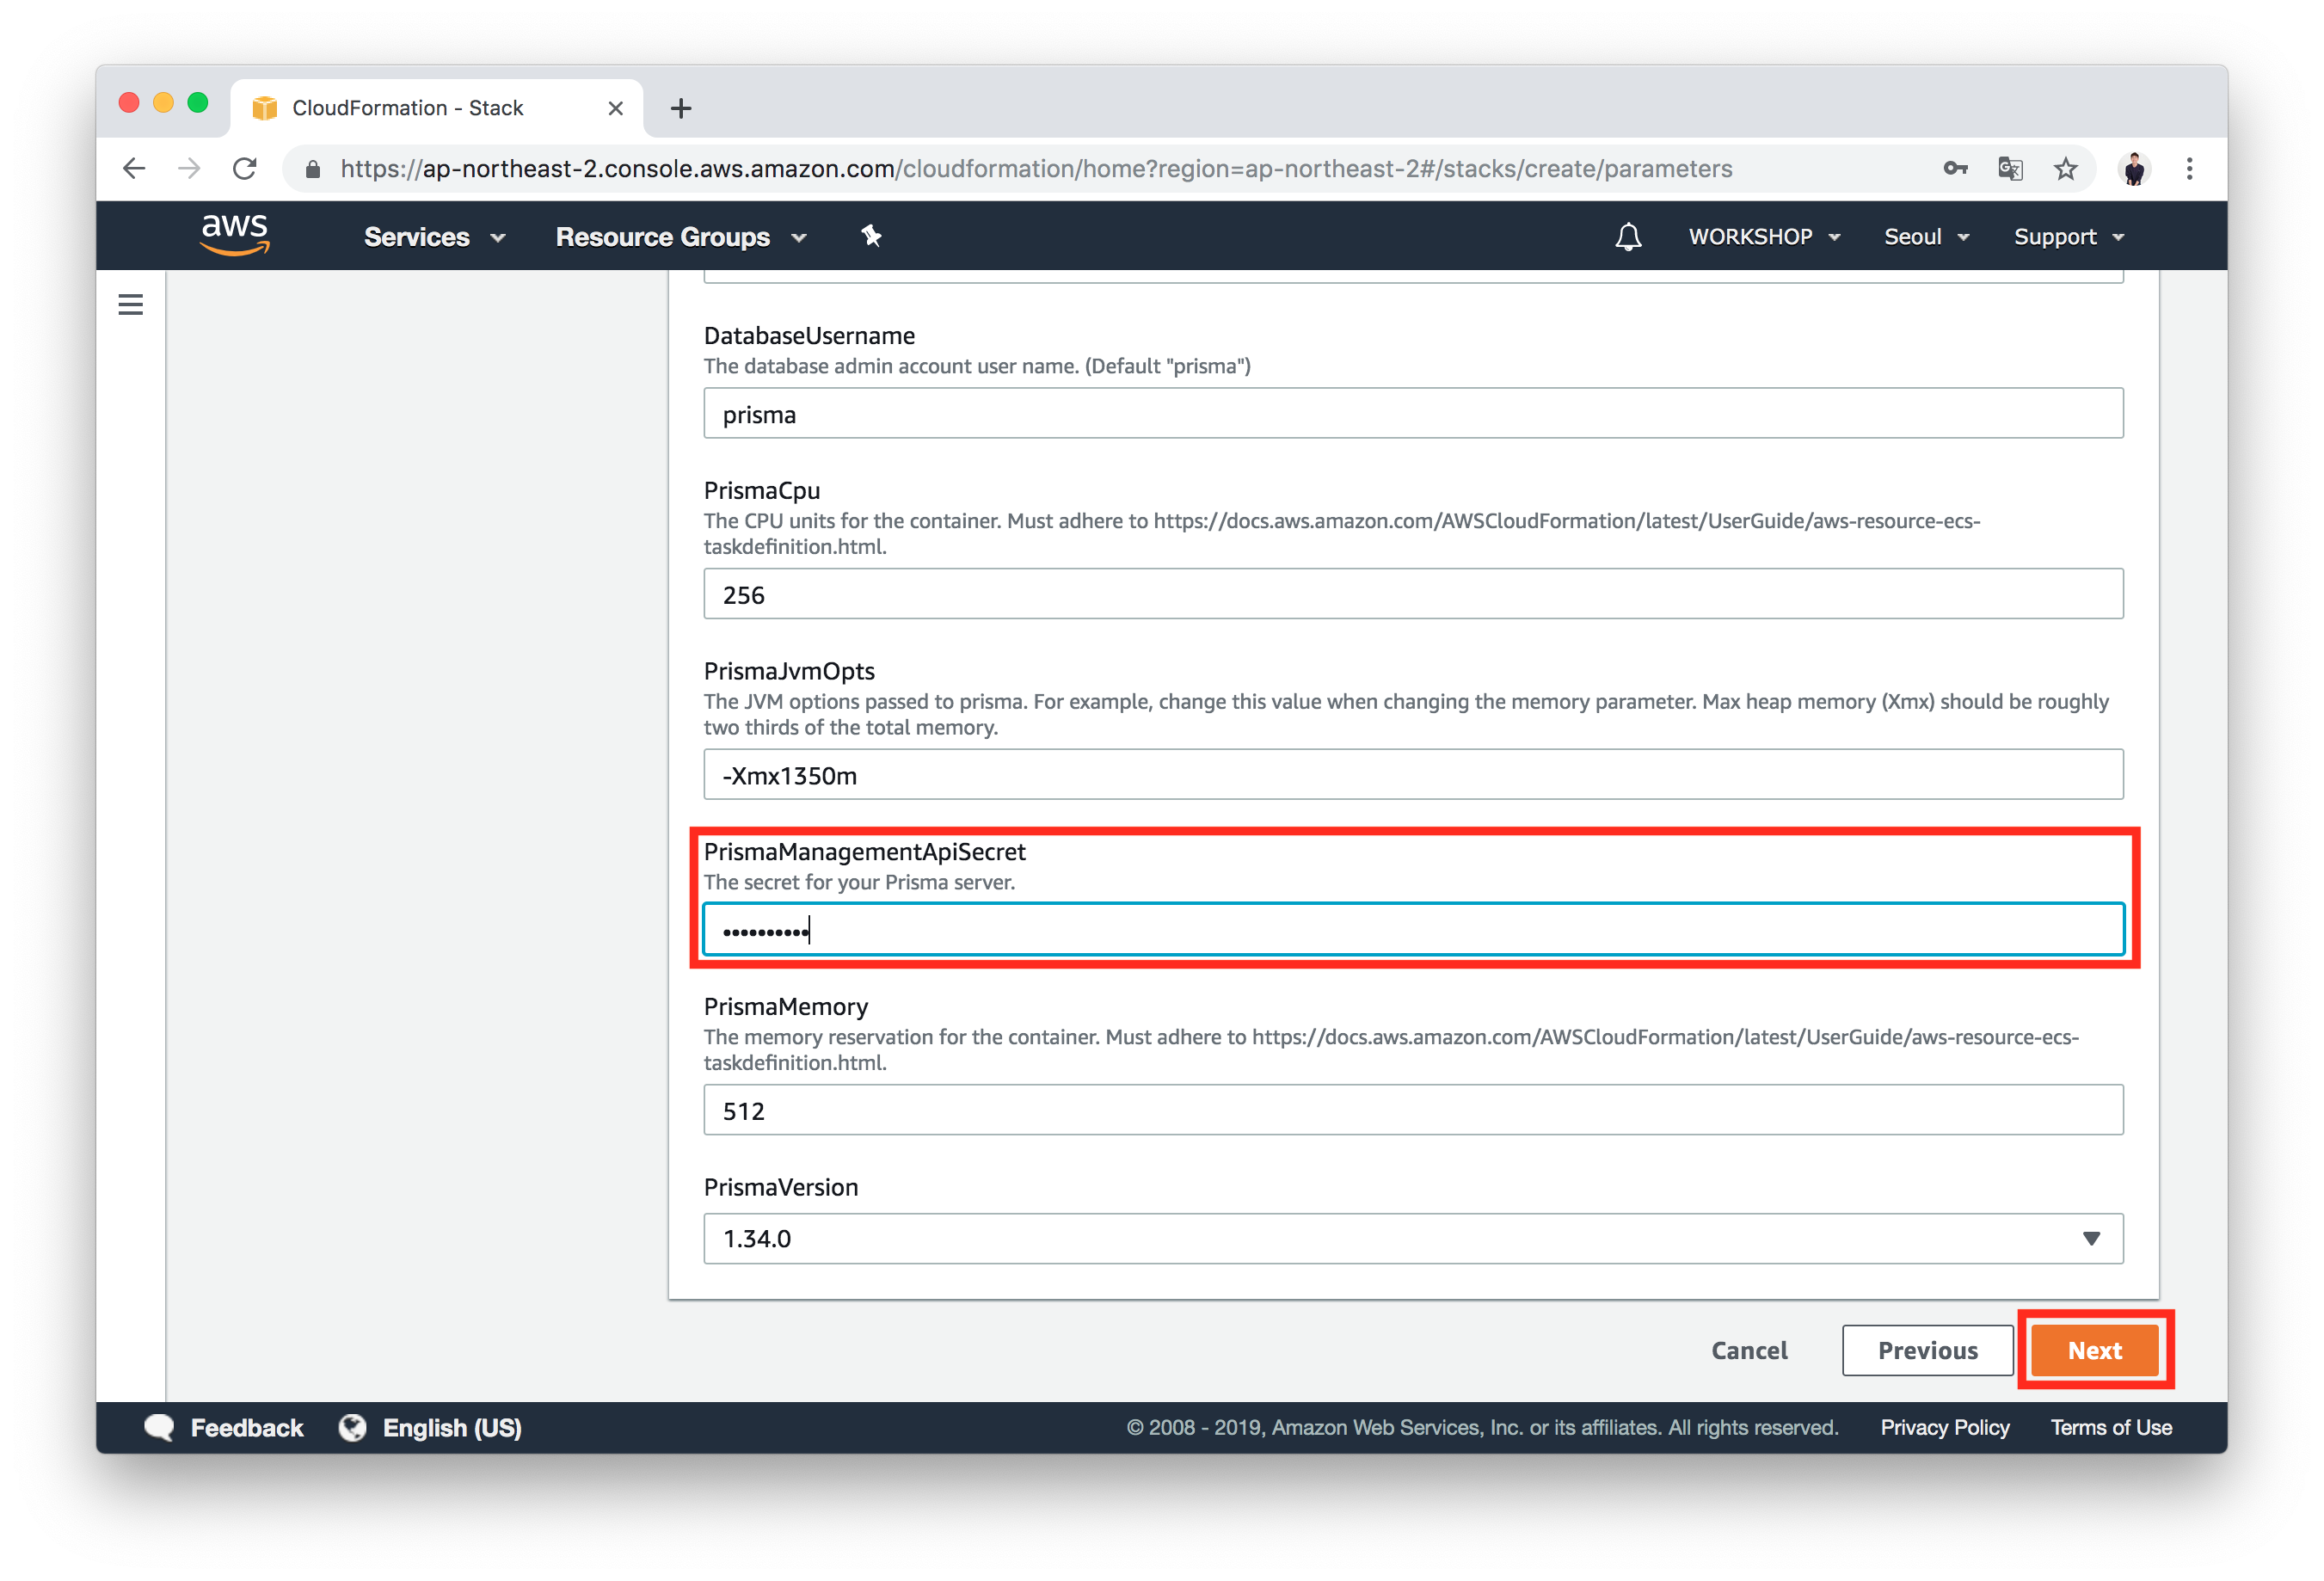 CloudFormation - Stack
https://ap-northeast-2.console.aws.amazon.com/cloudformation/home?region=ap-northeast-2#/stacks/create/parameters
aws Services Resource Groups WORKSHOP Seoul Support
DatabaseUsername
The database admin account user name. (Default "prisma")
prisma
PrismaCpu
The CPU units for the container. Must adhere to https://docs.aws.amazon.com/AWSCloudFormation/latest/UserGuide/aws-resource-ecs-
taskdefinition.html.
256
PrismaJvmOpts
The JVM options passed to prisma. For example, change this value when changing the memory parameter. Max heap memory (Xmx) should be roughly
two thirds of the total memory.
-Xmx1350m
PrismaManagementApiSecret
The secret for your Prisma server.
••••••••••
PrismaMemory
The memory reservation for the container. Must adhere to https://docs.aws.amazon.com/AWSCloudFormation/latest/UserGuide/aws-resource-ecs-
taskdefinition.html.
512
PrismaVersion
1.34.0
Cancel Previous Next
Feedback English (US) © 2008 - 2019, Amazon Web Services, Inc. or its affiliates. All rights reserved. Privacy Policy Terms of Use